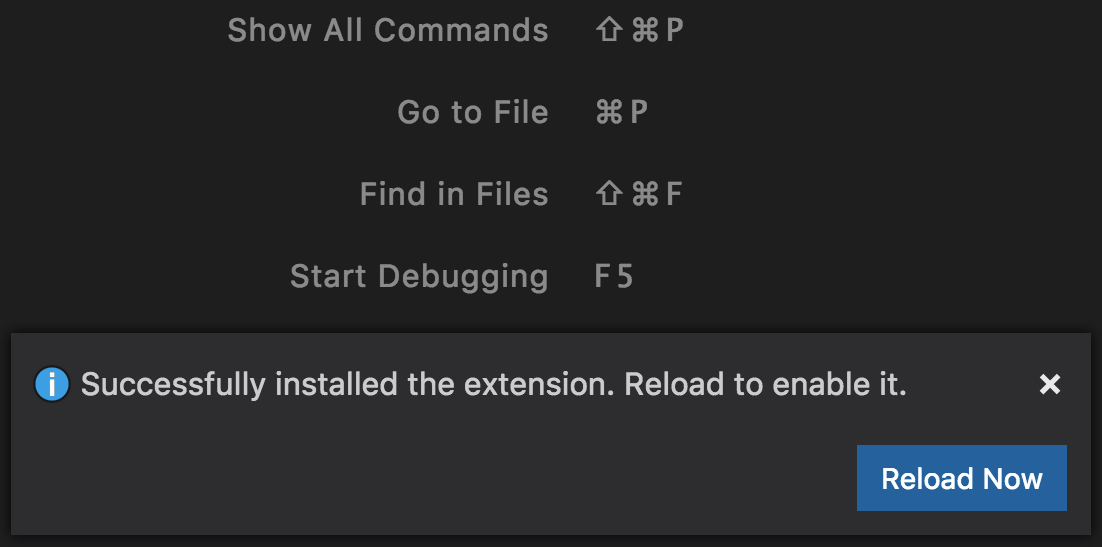 Show All Commands ⇧⌘P
Go to File ⌘P
Find in Files ⇧⌘F
Start Debugging F5
Successfully installed the extension. Reload to enable it.
Reload Now